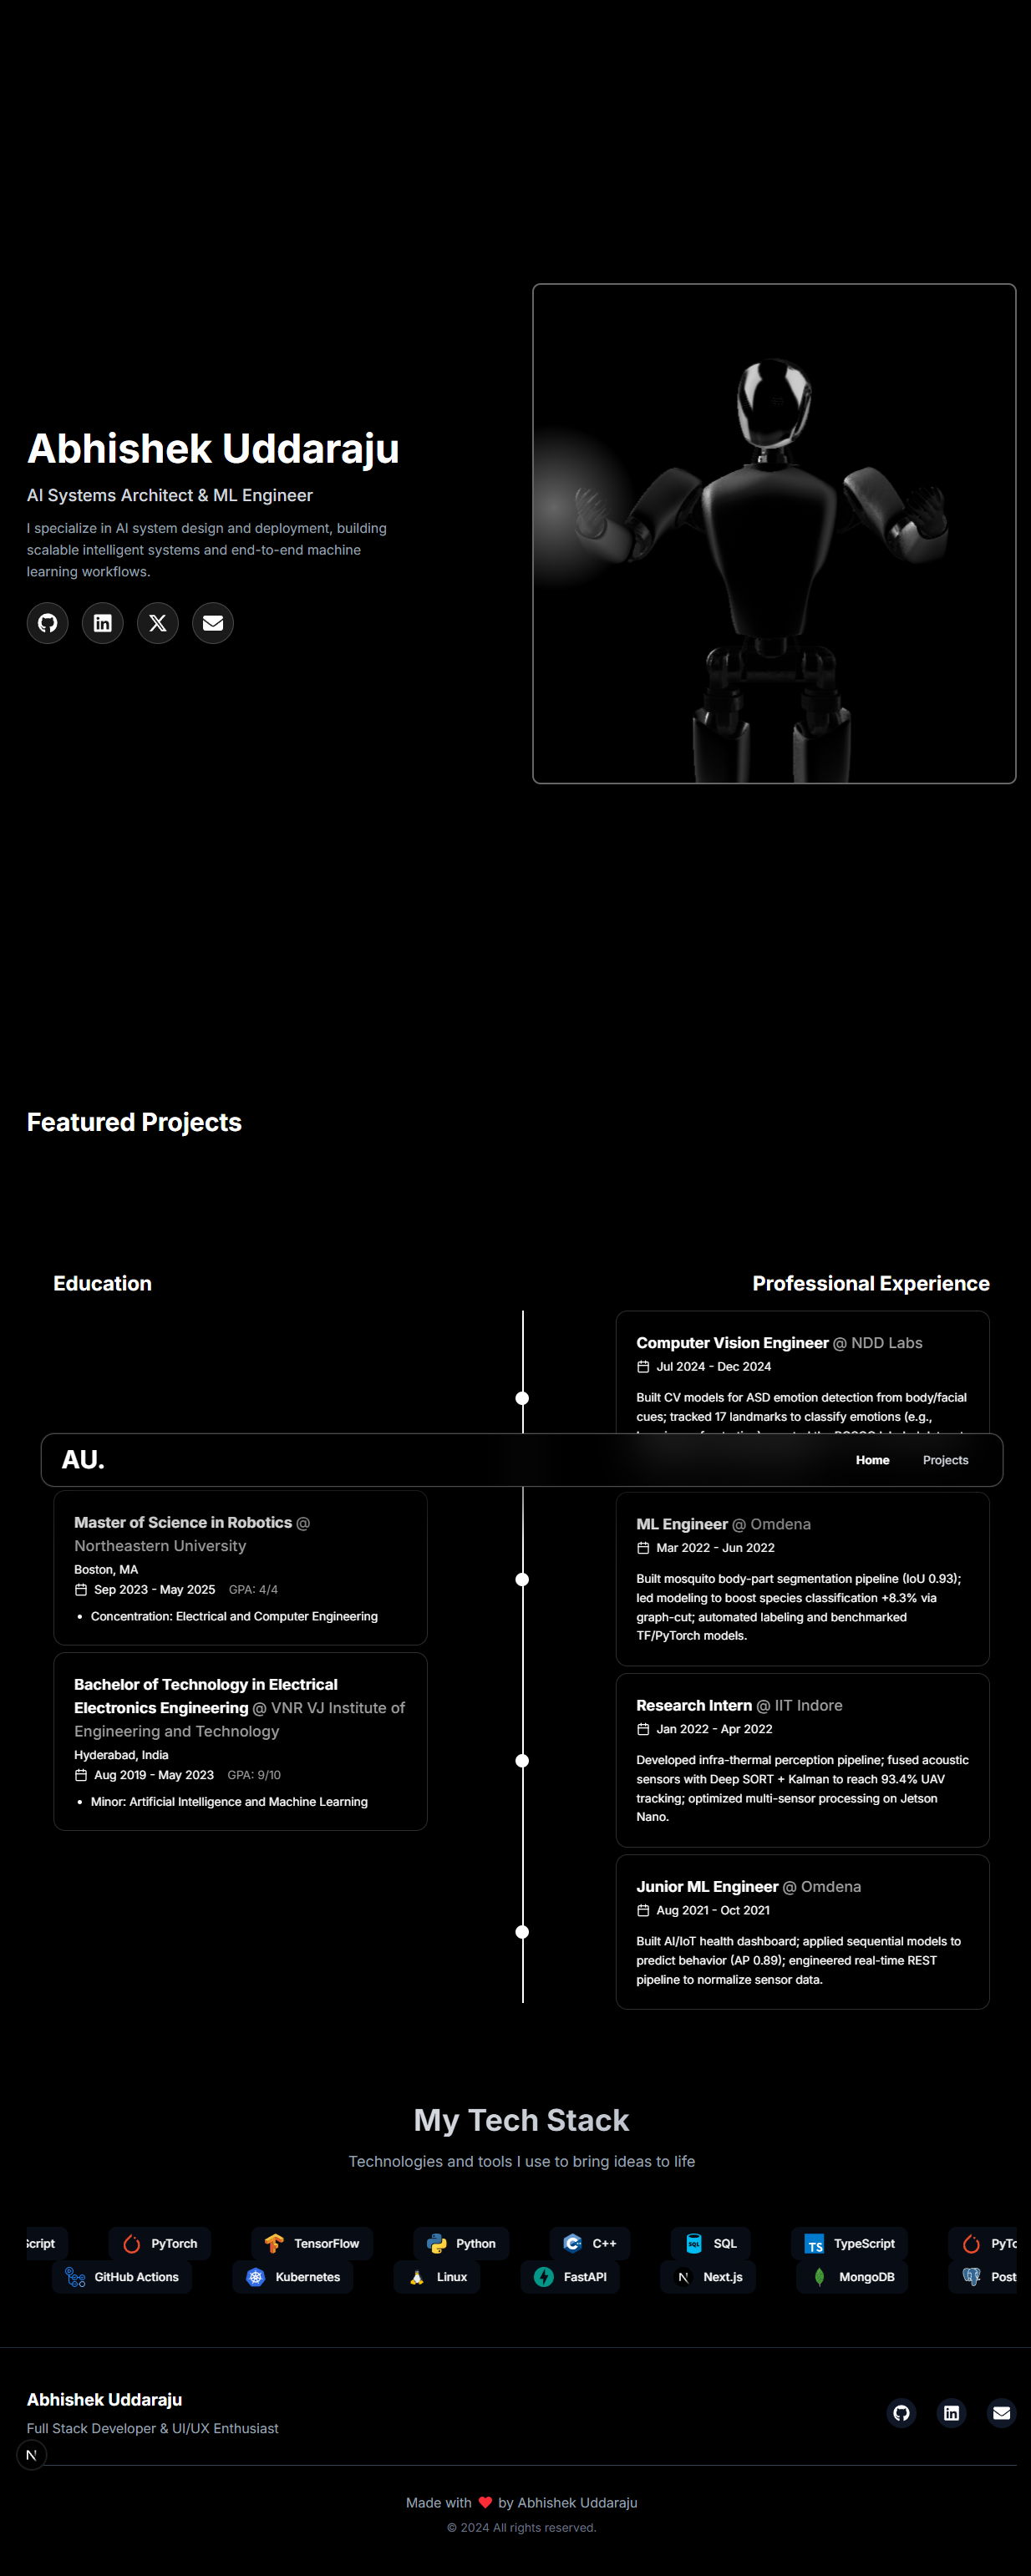 Abhishek Uddaraju
AI Systems Architect & ML Engineer
I specialize in AI system design and deployment, building
scalable intelligent systems and end-to-end machine
learning workflows.
Featured Projects
Education
Professional Experience
Computer Vision Engineer @ NDD Labs
Jul 2024 - Dec 2024
Built CV models for ASD emotion detection from body/facial
cues; tracked 17 landmarks to classify emotions (e.g.,
AU.
Home
Projects
Master of Science in Robotics @
Northeastern University
Boston, MA
Sep 2023 - May 2025 GPA: 4/4
• Concentration: Electrical and Computer Engineering
Bachelor of Technology in Electrical
Electronics Engineering @ VNR VJ Institute of
Engineering and Technology
Hyderabad, India
Aug 2019 - May 2023 GPA: 9/10
• Minor: Artificial Intelligence and Machine Learning
ML Engineer @ Omdena
Mar 2022 - Jun 2022
Built mosquito body-part segmentation pipeline (IoU 0.93);
led modeling to boost species classification +8.3% via
graph-cut; automated labeling and benchmarked
TF/PyTorch models.
Research Intern @ IIT Indore
Jan 2022 - Apr 2022
Developed infra-thermal perception pipeline; fused acoustic
sensors with Deep SORT + Kalman to reach 93.4% UAV
tracking; optimized multi-sensor processing on Jetson
Nano.
Junior ML Engineer @ Omdena
Aug 2021 - Oct 2021
Built AI/IoT health dashboard; applied sequential models to
predict behavior (AP 0.89); engineered real-time REST
pipeline to normalize sensor data.
My Tech Stack
Technologies and tools I use to bring ideas to life
Script PyTorch TensorFlow Python C++ SQL TypeScript PyTo
GitHub Actions Kubernetes Linux FastAPI Next.js MongoDB Post
Abhishek Uddaraju
Full Stack Developer & UI/UX Enthusiast
Made with ❤ by Abhishek Uddaraju
© 2024 All rights reserved.